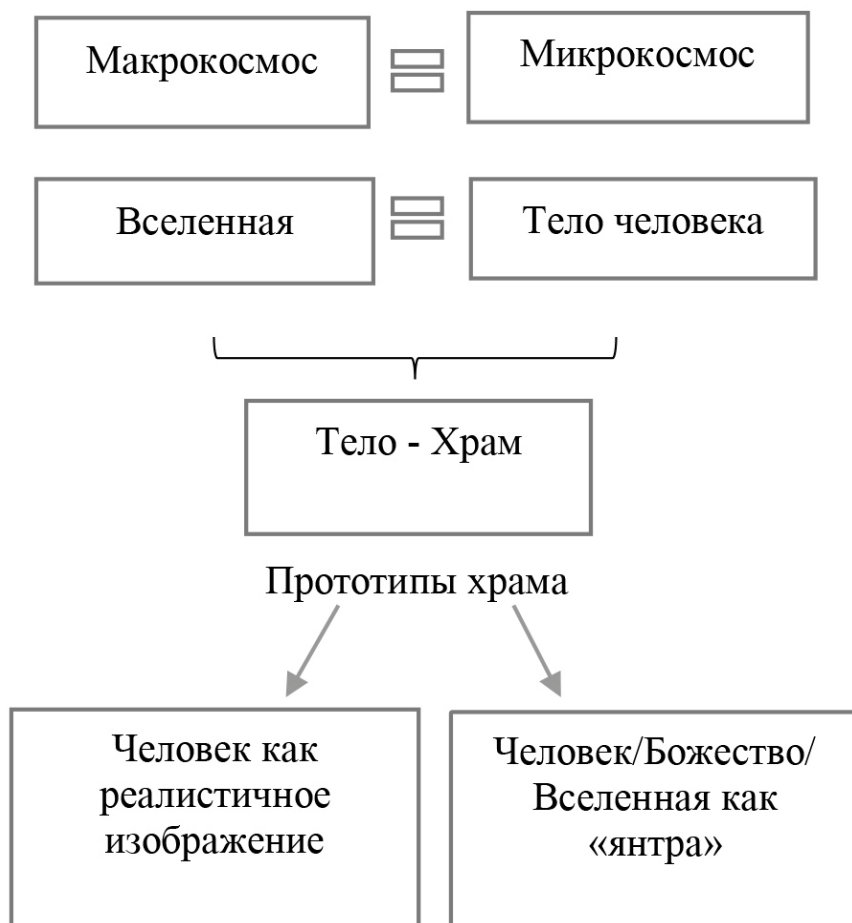 Макрокосмос
Микрокосмос
Вселенная
Тело человека
Тело - Храм
Прототипы храма
Человек как
реалистичное
изображение
Человек/Божество/
Вселенная как
«янтра»